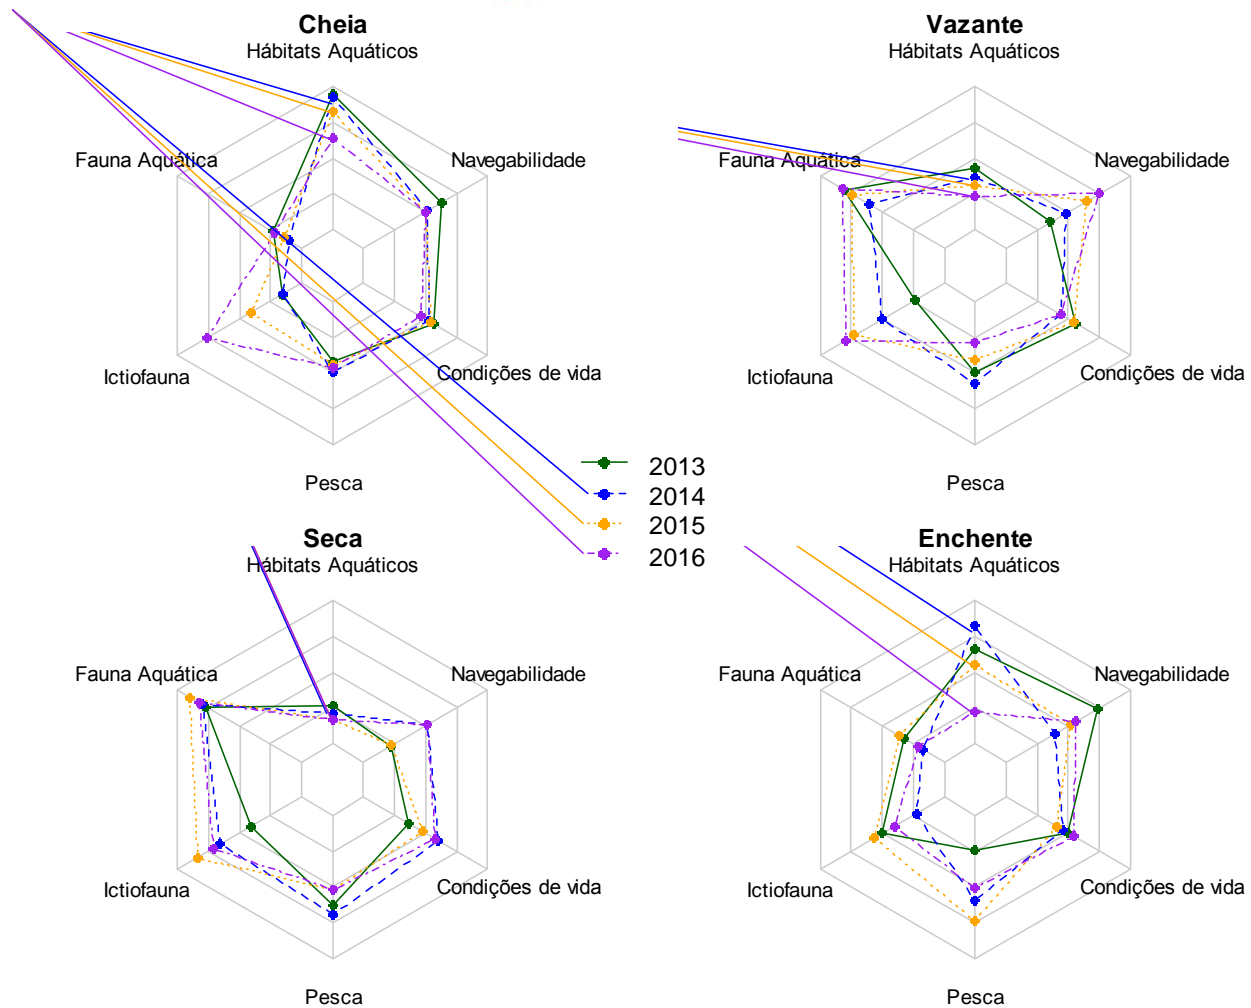 Cheia
Hábitats Aquáticos
Fauna Aquática
Navegabilidade
Ictiofauna
Condições de vida
Pesca
Vazante
Hábitats Aquáticos
Fauna Aquática
Navegabilidade
Ictiofauna
Condições de vida
Pesca
2013
2014
2015
2016
Seca
Hábitats Aquáticos
Fauna Aquática
Navegabilidade
Ictiofauna
Condições de vida
Pesca
Enchente
Hábitats Aquáticos
Fauna Aquática
Navegabilidade
Ictiofauna
Condições de vida
Pesca